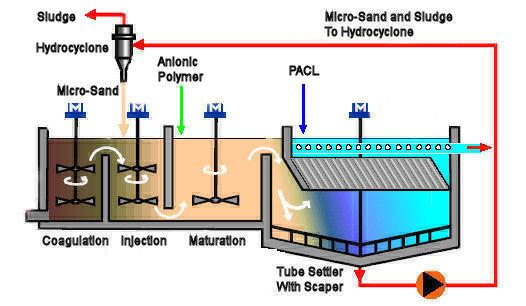 Sludge
Hydrocyclone
Micro-Sand and Sludge
To Hydrocyclone
Anionic
Polymer
PACL
Micro-Sand
M
M
M
M
Coagulation
Injection
Maturation
Tube Settler
With Scaper